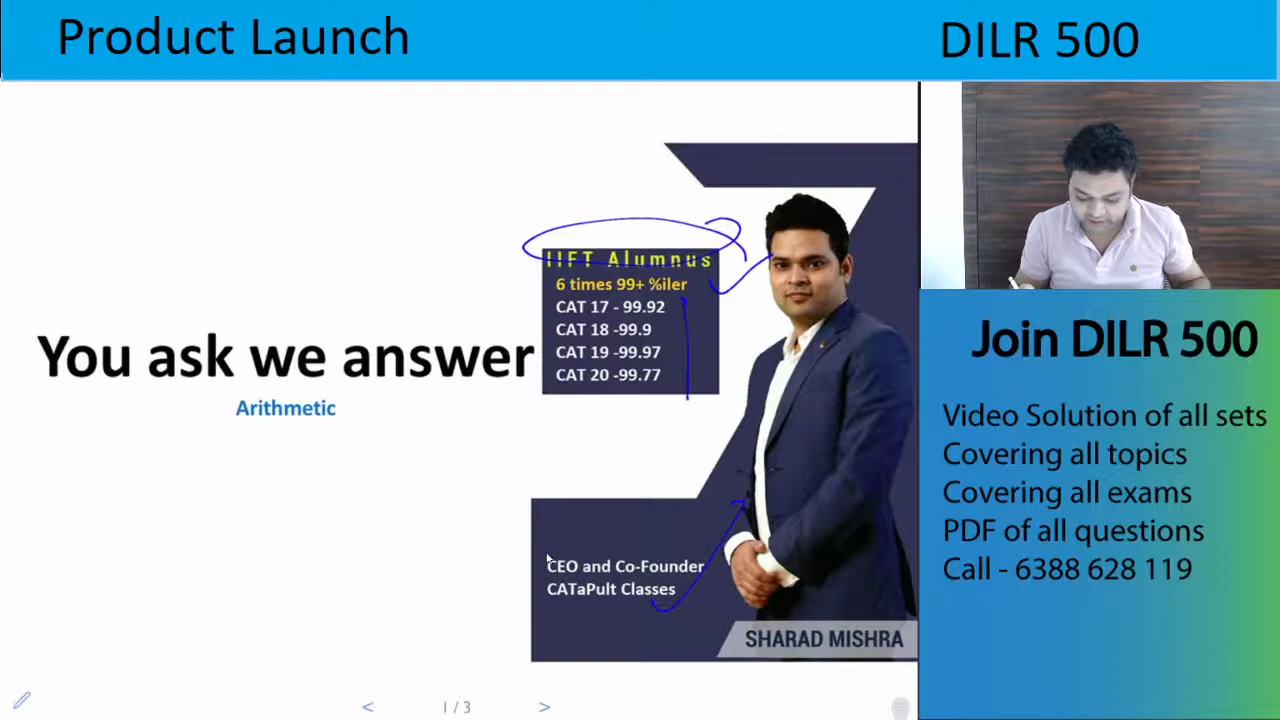 Product Launch
DILR 500
IIFT Alumnus
6 times 99+ %iler
CAT 17 - 99.92
CAT 18 -99.9
CAT 19 -99.97
CAT 20 -99.77
You ask we answer
Arithmetic
CEO and Co-Founder
CATaPult Classes
SHARAD MISHRA
< 1 / 3 >
Join DILR 500
Video Solution of all sets
Covering all topics
Covering all exams
PDF of all questions
Call - 6388 628 119